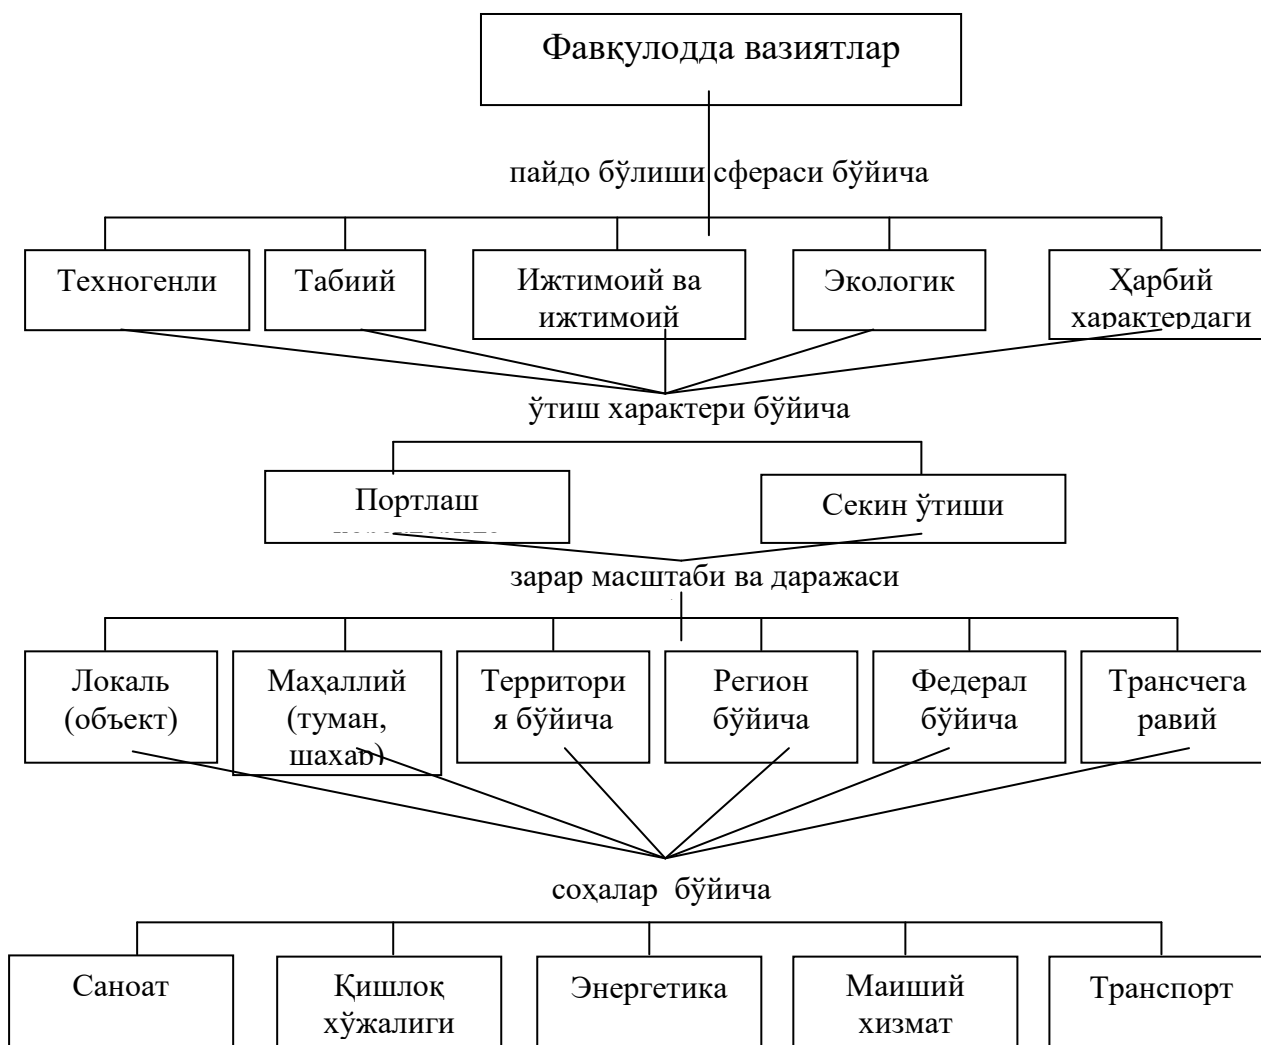 Фавқулодда вазиятлар
пайдо бўлиши сфераси бўйича
Техногенли
Табиий
Ижтимоий ва
ижтимоий
Экологик
Ҳарбий
характердаги
ўтиш характери бўйича
Портлаш
Секин ўтиши
зарар масштаби ва даражаси
Локаль
(объект)
Маҳаллий
(туман,
шаҳар)
Территори
я бўйича
Регион
бўйича
Федерал
бўйича
Трансчега
равий
соҳалар бўйича
Саноат
Қишлоқ
хўжалиги
Энергетика
Маиший
хизмат
Транспорт